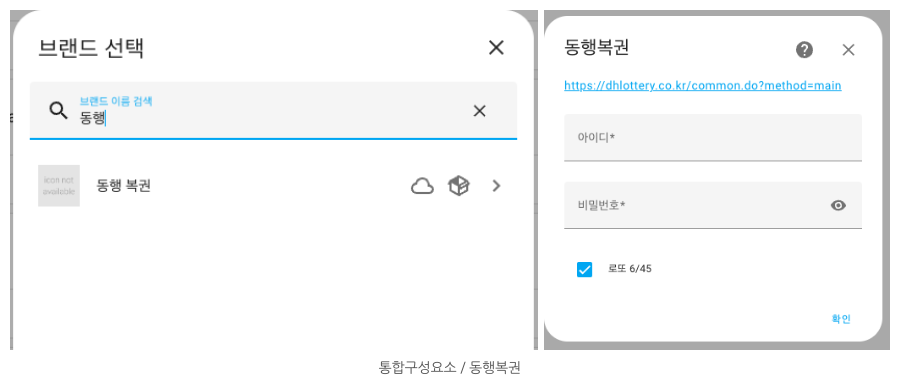 브랜드 선택
브랜드 이름 검색
동행
icon not
available
동행 복권
동행복권
https://dhlottery.co.kr/common.do?method=main
아이디*
비밀번호*
로또 6/45
확인
통합구성요소 / 동행복권